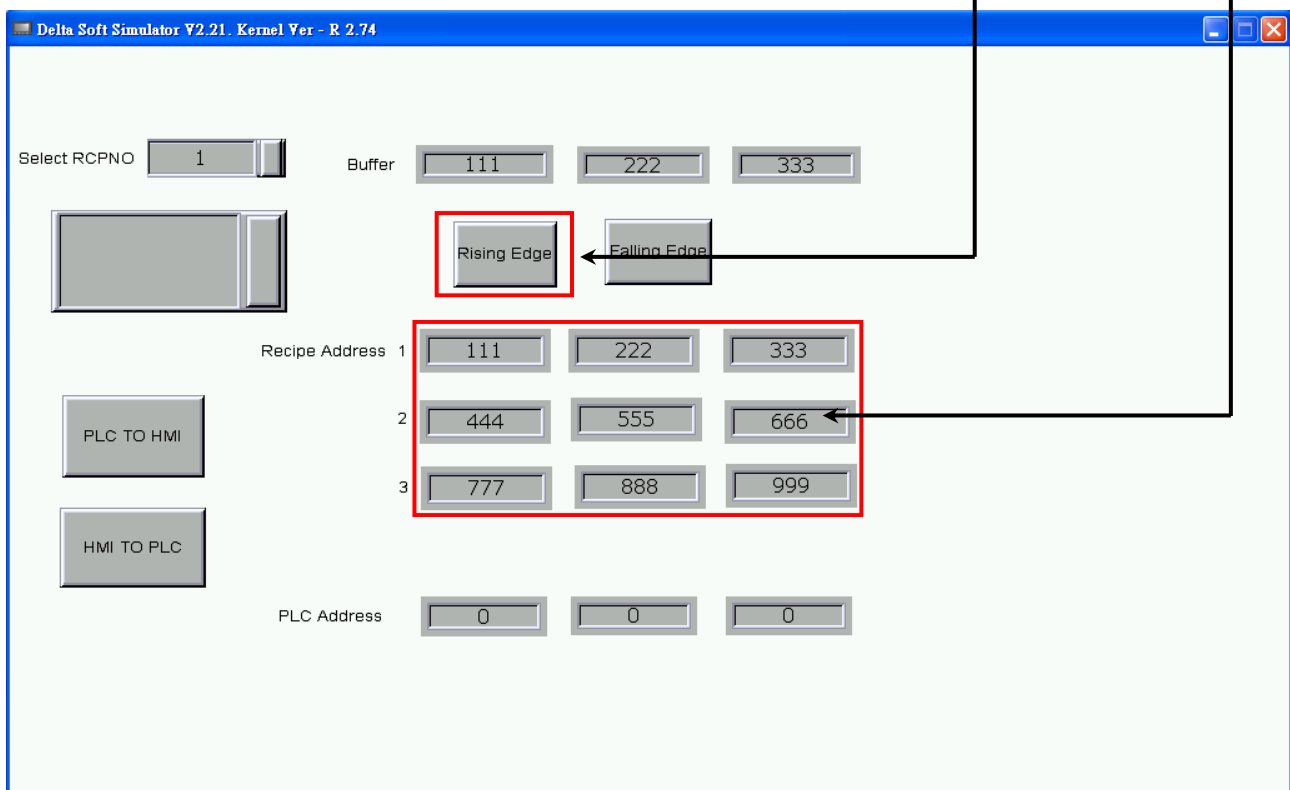 Delta Soft Simulator V2.21. Kernel Ver - R 2.74
Select RCPNO 1 Buffer 111 222 333
Rising Edge Falling Edge
Recipe Address 1 111 222 333
2 444 555 666
PLC TO HMI
3 777 888 999
HMI TO PLC
PLC Address 0 0 0